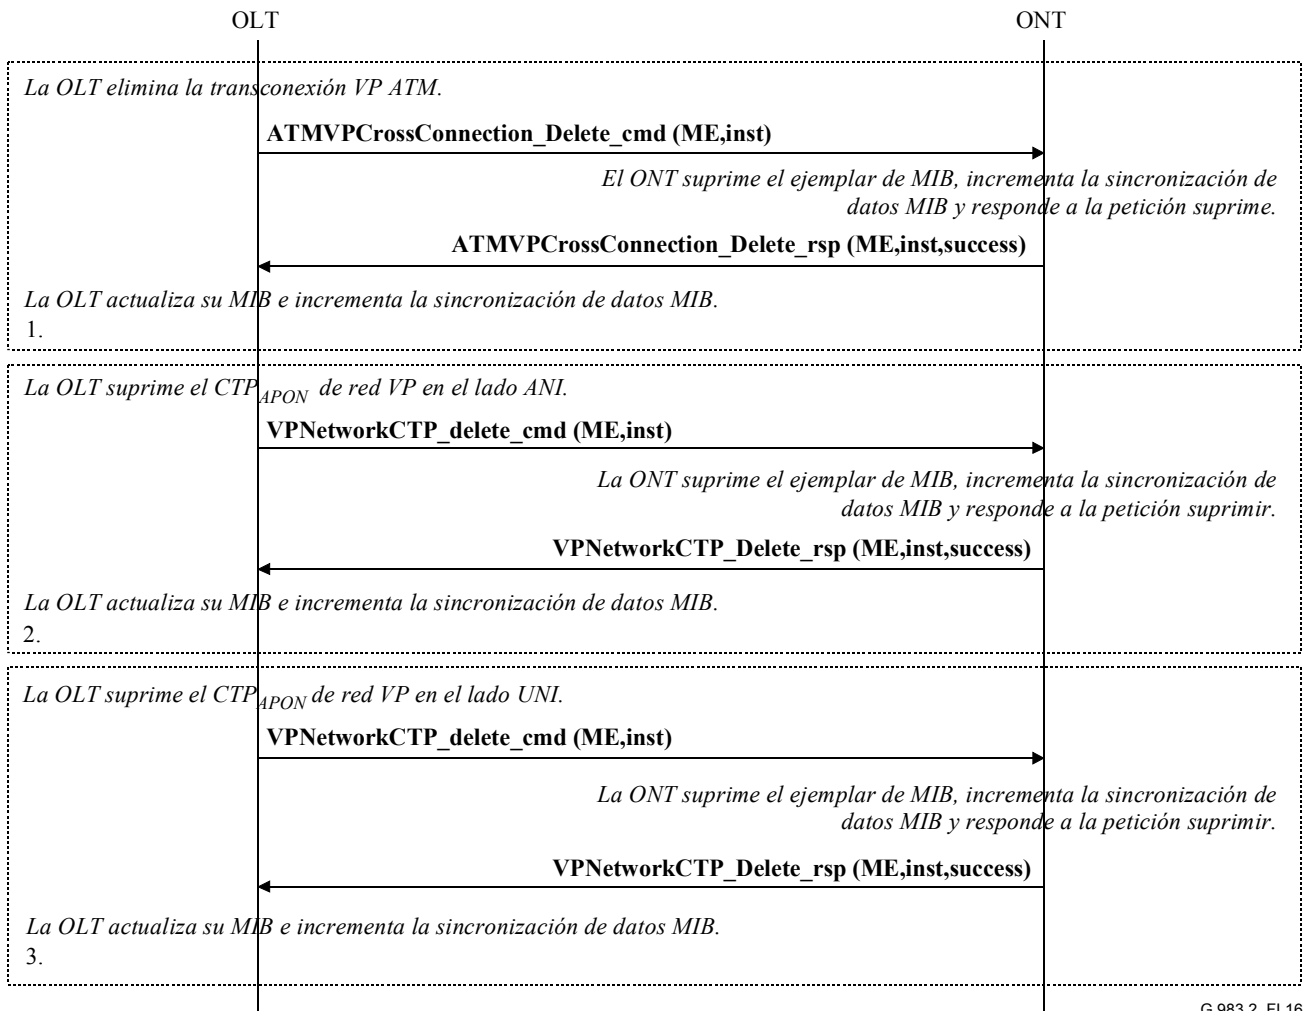 OLT
ONT
La OLT elimina la transconexión VP ATM.
ATMVPCrossConnection_Delete_cmd (ME,inst)
El ONT suprime el ejemplar de MIB, incrementa la sincronización de
datos MIB y responde a la petición suprime.
ATMVPCrossConnection_Delete_rsp (ME,inst,success)
La OLT actualiza su MIB e incrementa la sincronización de datos MIB.
1.
La OLT suprime el CTP APON de red VP en el lado ANI.
VPNetworkCTP_delete_cmd (ME,inst)
La ONT suprime el ejemplar de MIB, incrementa la sincronización de
datos MIB y responde a la petición suprimir.
VPNetworkCTP_Delete_rsp (ME,inst,success)
La OLT actualiza su MIB e incrementa la sincronización de datos MIB.
2.
La OLT suprime el CTP APON de red VP en el lado UNI.
VPNetworkCTP_delete_cmd (ME,inst)
La ONT suprime el ejemplar de MIB, incrementa la sincronización de
datos MIB y responde a la petición suprimir.
VPNetworkCTP_Delete_rsp (ME,inst,success)
La OLT actualiza su MIB e incrementa la sincronización de datos MIB.
3.